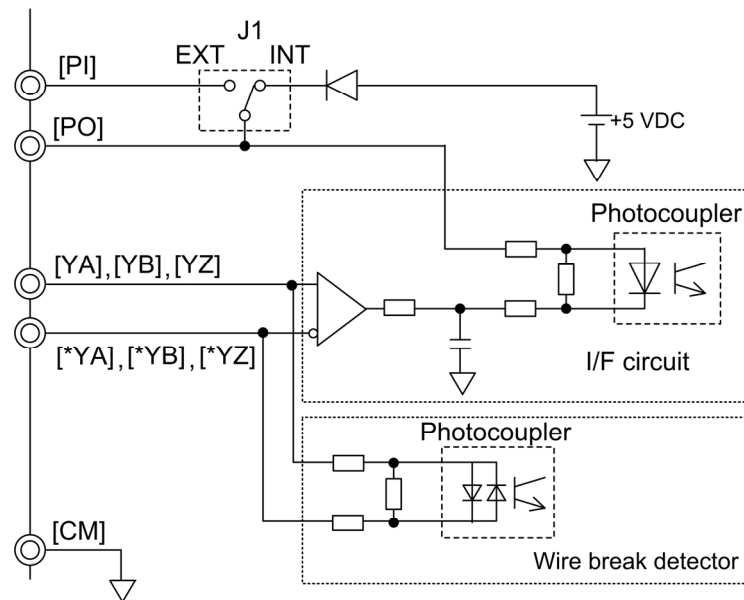 J1
EXT INT
[PI]
[PO]
+5 VDC
Photocoupler
[YA],[YB],[YZ]
[*YA],[*YB],[*YZ]
I/F circuit
Photocoupler
[CM]
Wire break detector